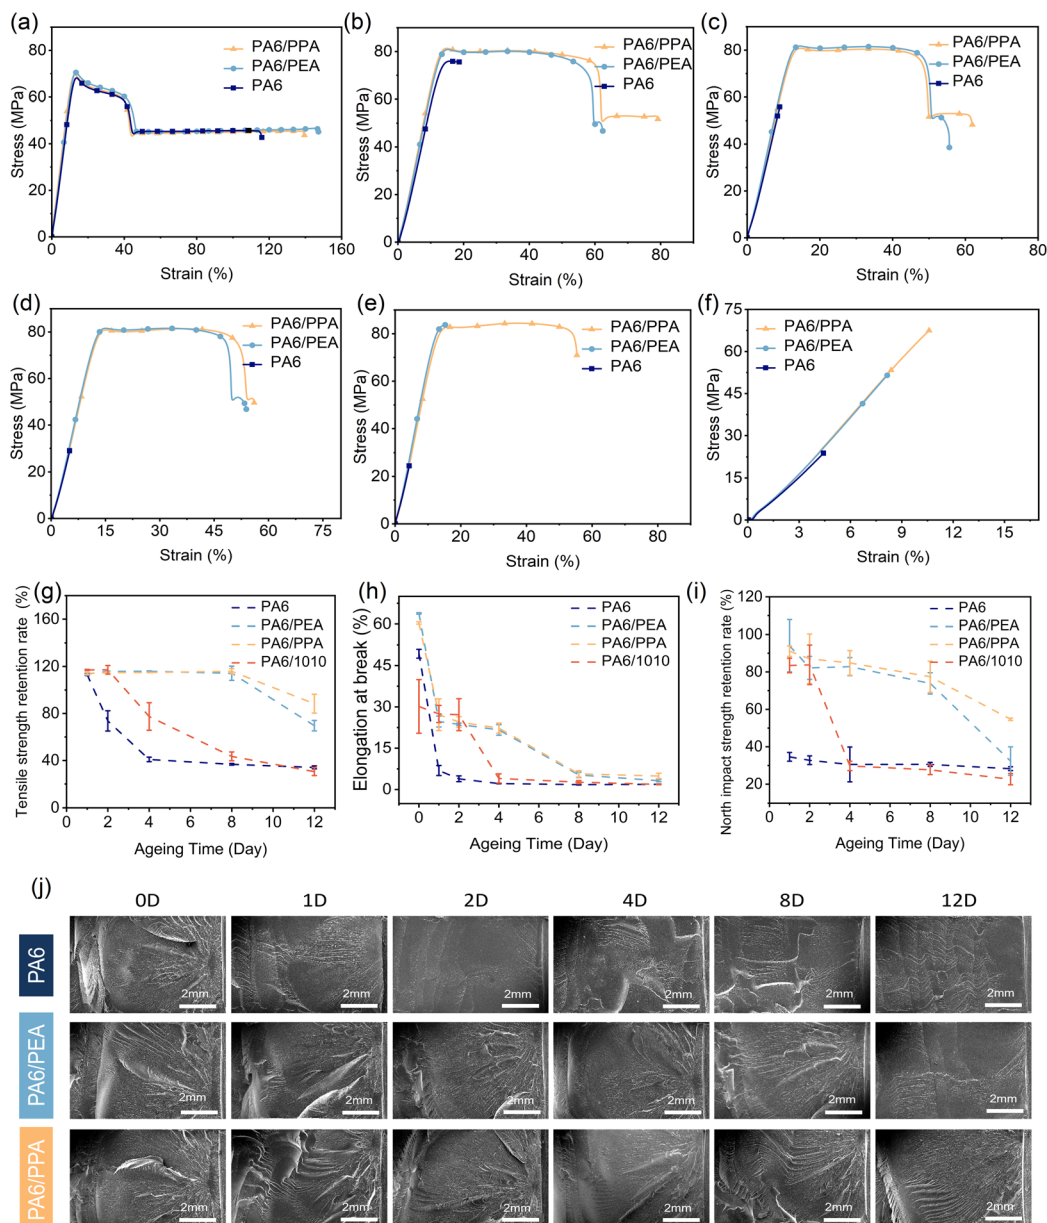 (a)
PA6/PPA
PA6/PEA
PA6
Stress (MPa)
80
60
40
20
0
0 40 80 120 160
Strain (%)
(b)
PA6/PPA
PA6/PEA
PA6
Stress (MPa)
100
80
60
40
20
0
0 20 40 60 80
Strain (%)
(c)
PA6/PPA
PA6/PEA
PA6
Stress (MPa)
80
60
40
20
0
0 20 40 60 80
Strain (%)
(d)
PA6/PPA
PA6/PEA
PA6
Stress (MPa)
80
60
40
20
0
0 15 30 45 60 75
Strain (%)
(e)
PA6/PPA
PA6/PEA
PA6
Stress (MPa)
80
60
40
20
0
0 20 40 60 80
Strain (%)
(f)
PA6/PPA
PA6/PEA
PA6
Stress (MPa)
75
60
45
30
15
0
0 3 6 9 12 15
Strain (%)
(g)
PA6
PA6/PEA
PA6/PPA
PA6/1010
Tensile strength retention rate (%)
160
120
80
40
0
0 2 4 6 8 10 12
Ageing Time (Day)
(h)
PA6
PA6/PEA
PA6/PPA
PA6/1010
Elongation at break (%)
60
45
30
15
0
0 2 4 6 8 10 12
Ageing Time (Day)
(i)
PA6
PA6/PEA
PA6/PPA
PA6/1010
North impact strength retention rate (%)
120
100
80
60
40
20
0
0 2 4 6 8 10 12
Ageing Time (Day)
(j)
0D 1D 2D 4D 8D 12D
PA6
2mm 2mm 2mm 2mm 2mm 2mm
PA6/PEA
2mm 2mm 2mm 2mm 2mm 2mm
PA6/PPA
2mm 2mm 2mm 2mm 2mm 2mm